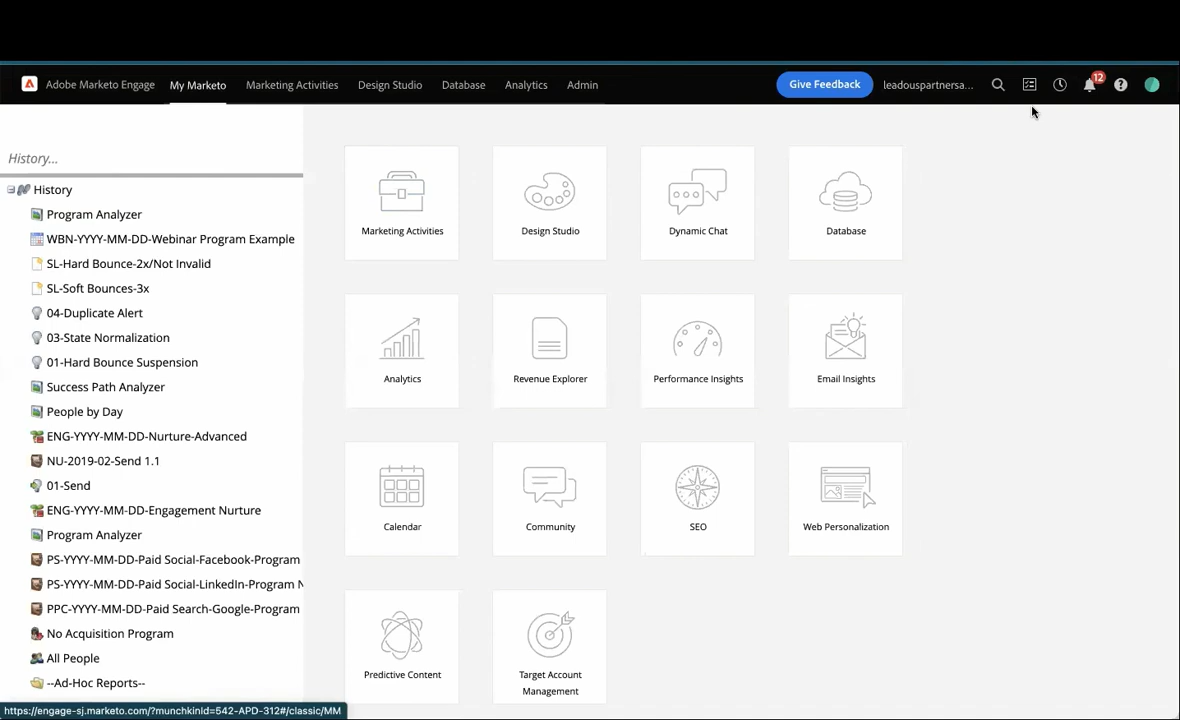 Adobe Marketo Engage
My Marketo
Marketing Activities
Design Studio
Database
Analytics
Admin
Give Feedback
leadouspartnersa...
12
History...
History
Program Analyzer
WBN-YYYY-MM-DD-Webinar Program Example
SL-Hard Bounce-2x/Not Invalid
SL-Soft Bounces-3x
04-Duplicate Alert
03-State Normalization
01-Hard Bounce Suspension
Success Path Analyzer
People by Day
ENG-YYYY-MM-DD-Nurture-Advanced
NU-2019-02-Send 1.1
01-Send
ENG-YYYY-MM-DD-Engagement Nurture
Program Analyzer
PS-YYYY-MM-DD-Paid Social-Facebook-Program
PS-YYYY-MM-DD-Paid Social-LinkedIn-Program N
PPC-YYYY-MM-DD-Paid Search-Google-Program
No Acquisition Program
All People
--Ad-Hoc Reports--
https://engage-sj.marketo.com/?munchkinId=542-APD-312#/classic/MM
Marketing Activities
Design Studio
Dynamic Chat
Database
Analytics
Revenue Explorer
Performance Insights
Email Insights
Calendar
Community
SEO
Web Personalization
Predictive Content
Target Account
Management